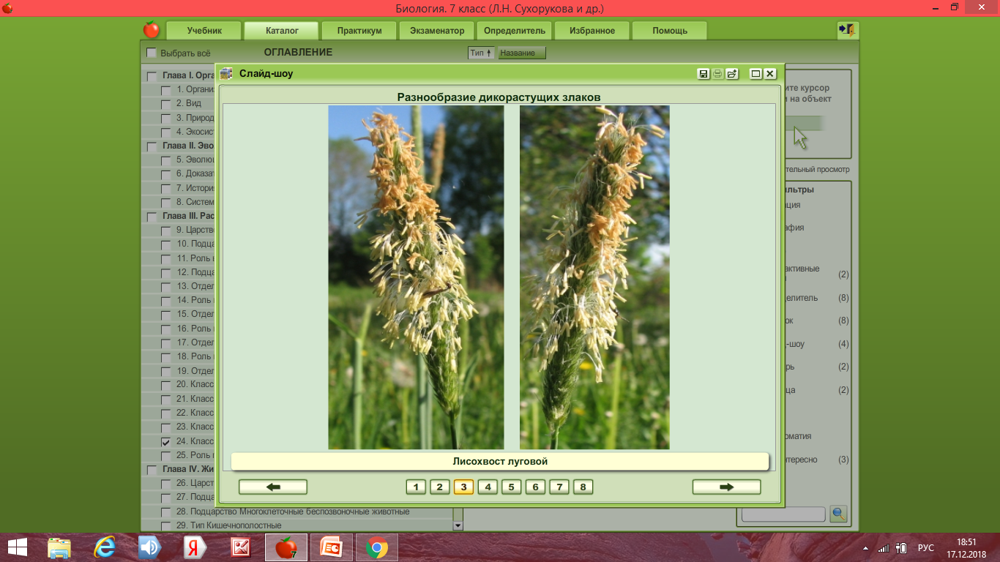 Биология. 7 класс (Л.Н. Сухорукова и др.)
Учебник Каталог Практикум Экзаменатор Определитель Избранное Помощь
Выбрать всё ОГЛАВЛЕНИЕ Тип Название
Слайд-шоу
Разнообразие дикорастущих злаков
Глава I. Орга
1. Органи
2. Вид
3. Природ
4. Экосис
Глава II. Эво
5. Эволюц
6. Доказат
7. Истори
8. Систем
Глава III. Рас
9. Царство
10. Подца
11. Роль
12. Подца
13. Отдел
14. Роль
15. Отдел
16. Роль
17. Отдел
18. Роль
19. Отдел
20. Класс
21. Класс
22. Класс
23. Класс
24. Класс
25. Роль
Глава IV. Жи
26. Царст
27. Подца
28. Подцарство Многоклеточные беспозвоночные животные
29. Тип Кишечнополостные
ите курсор
на объект
тельный просмотр
льтры
ция
афия
активные (2)
елитель (8)
ок (8)
-шоу (4)
рь (2)
ца (2)
оматия
нтересно (3)
Лисохвост луговой
1 2 3 4 5 6 7 8
7
РУС
18:51
17.12.2018